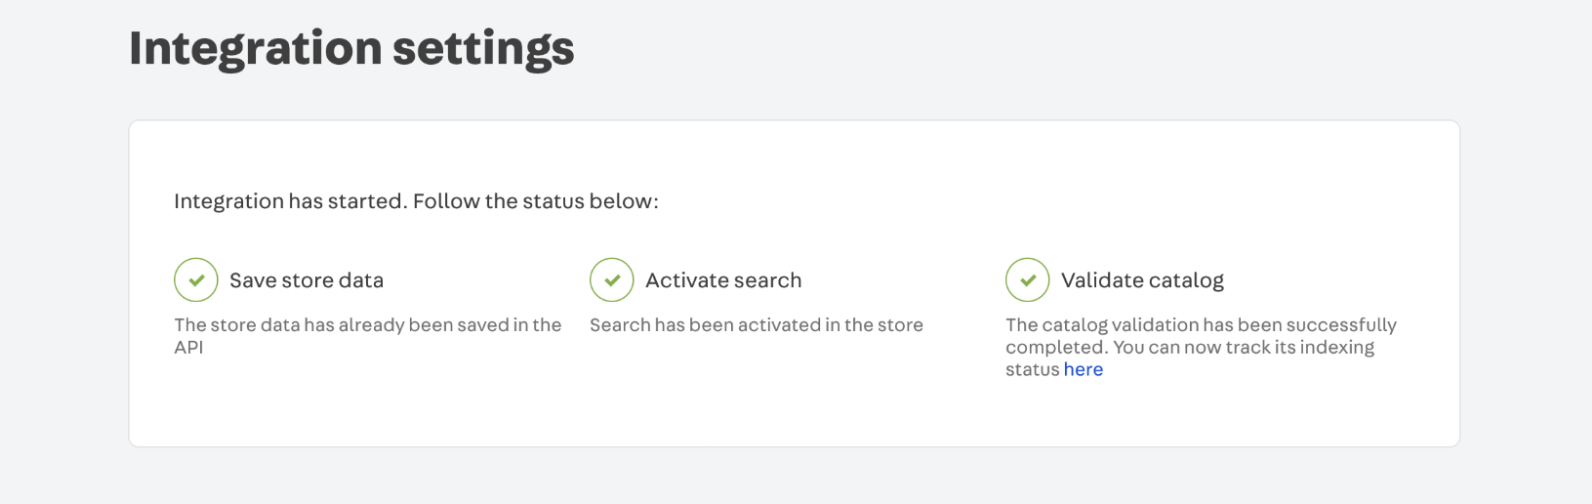 Integration settings
Integration has started. Follow the status below:
Save store data
The store data has already been saved in the
API
Activate search
Search has been activated in the store
Validate catalog
The catalog validation has been successfully
completed. You can now track its indexing
status here